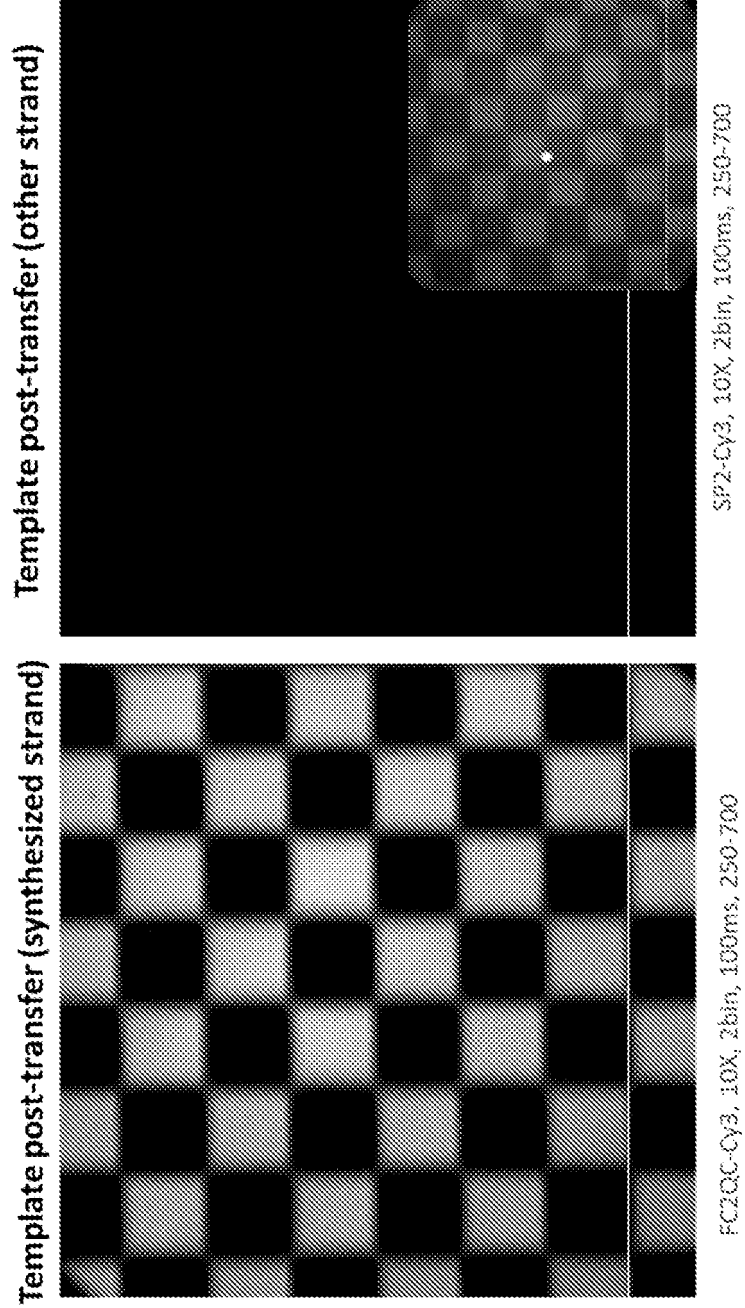 Template post-transfer (synthesized strand)
FC2QC-Cy3, 10X, 2bin, 100ms, 250-700
Template post-transfer (other strand)
SP2-Cy3, 10X, 2bin, 100ms, 250-700